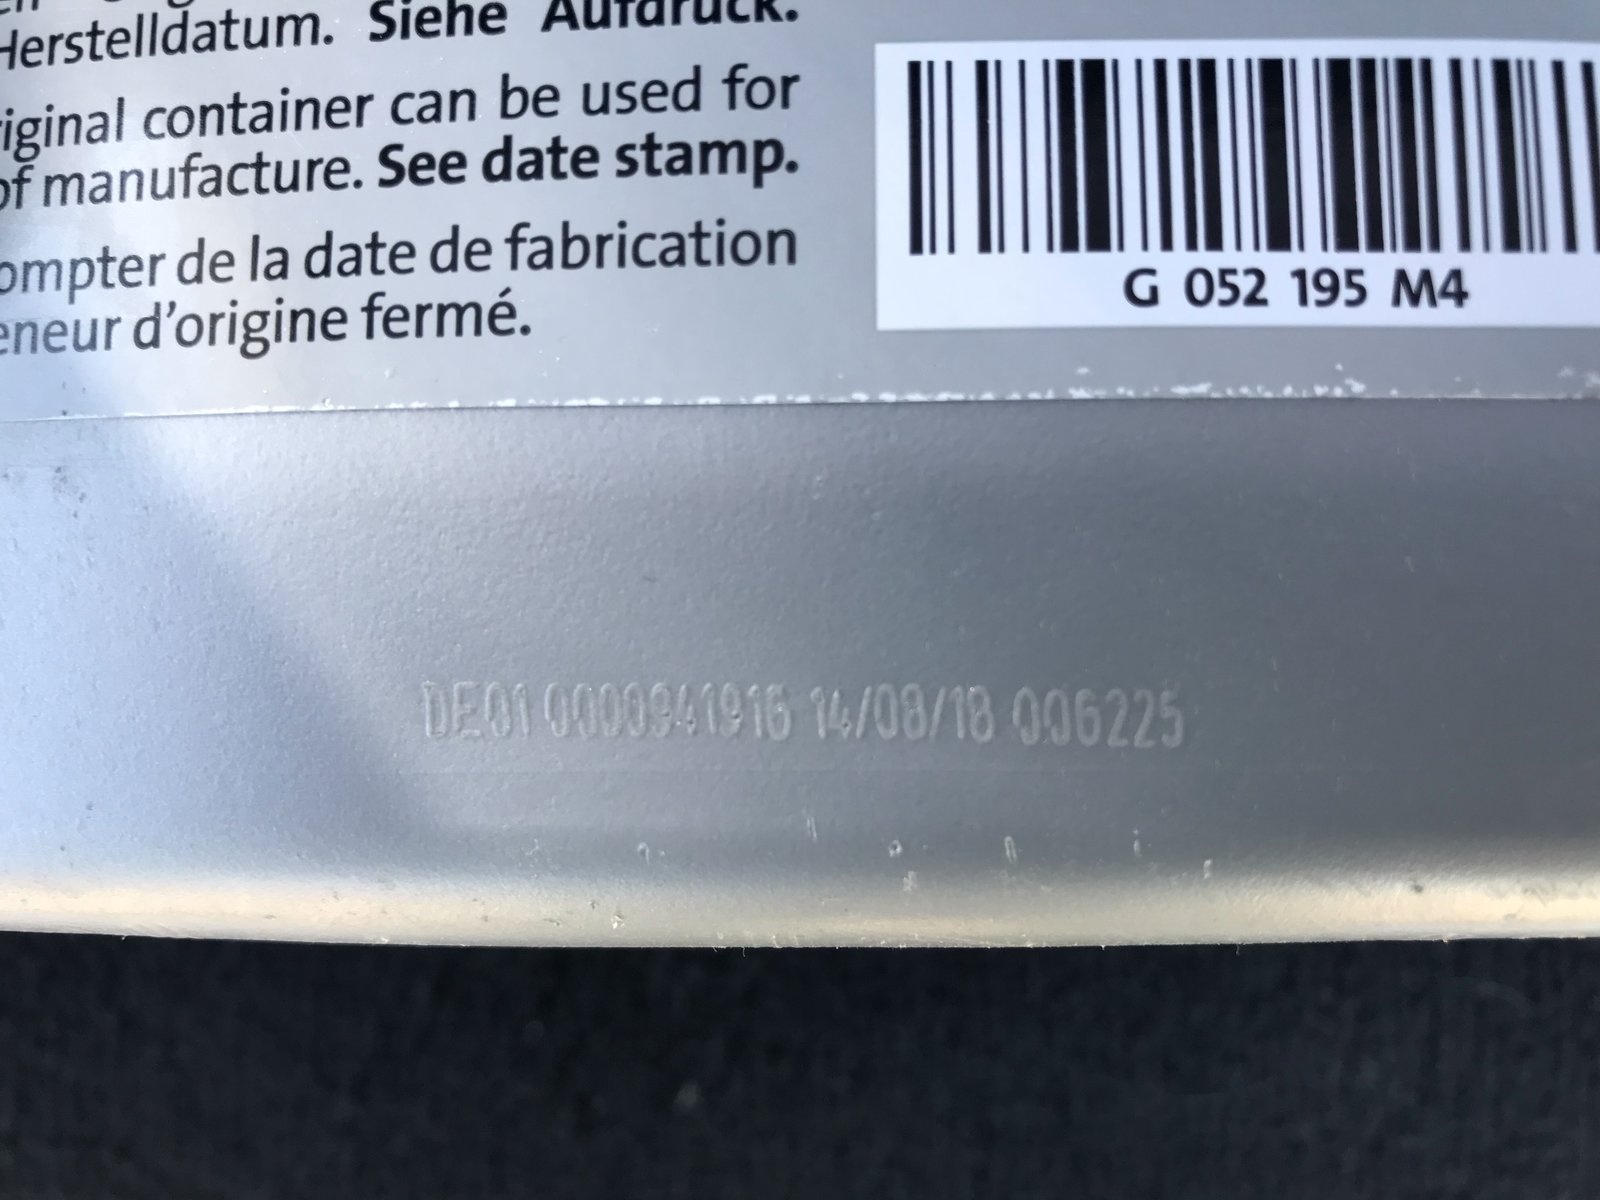 Herstelldatum. Siehe Aufdruck.
riginal container can be used for
of manufacture. See date stamp.
ompter de la date de fabrication
eneur d'origine fermé.
G 052 195 M4
DE01 0000941916 14/08/18 006225